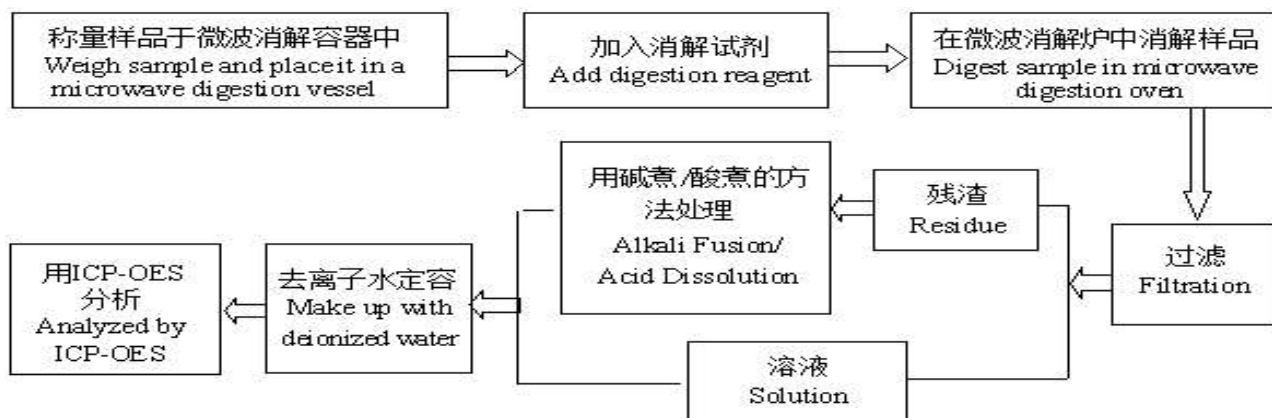 称量样品于微波消解容器中
Weigh sample and place it in a
microwave digestion vessel
加入消解试剂
Add digestion reagent
在微波消解炉中消解样品
Digest sample in microwave
digestion oven
过滤
Filtration
残渣
Residue
用碱煮/酸煮的方
法处理
Alkali Fusion/
Acid Dissolution
溶液
Solution
去离子水定容
Make up with
deionized water
用ICP-OES
分析
Analyzed by
ICP-OES